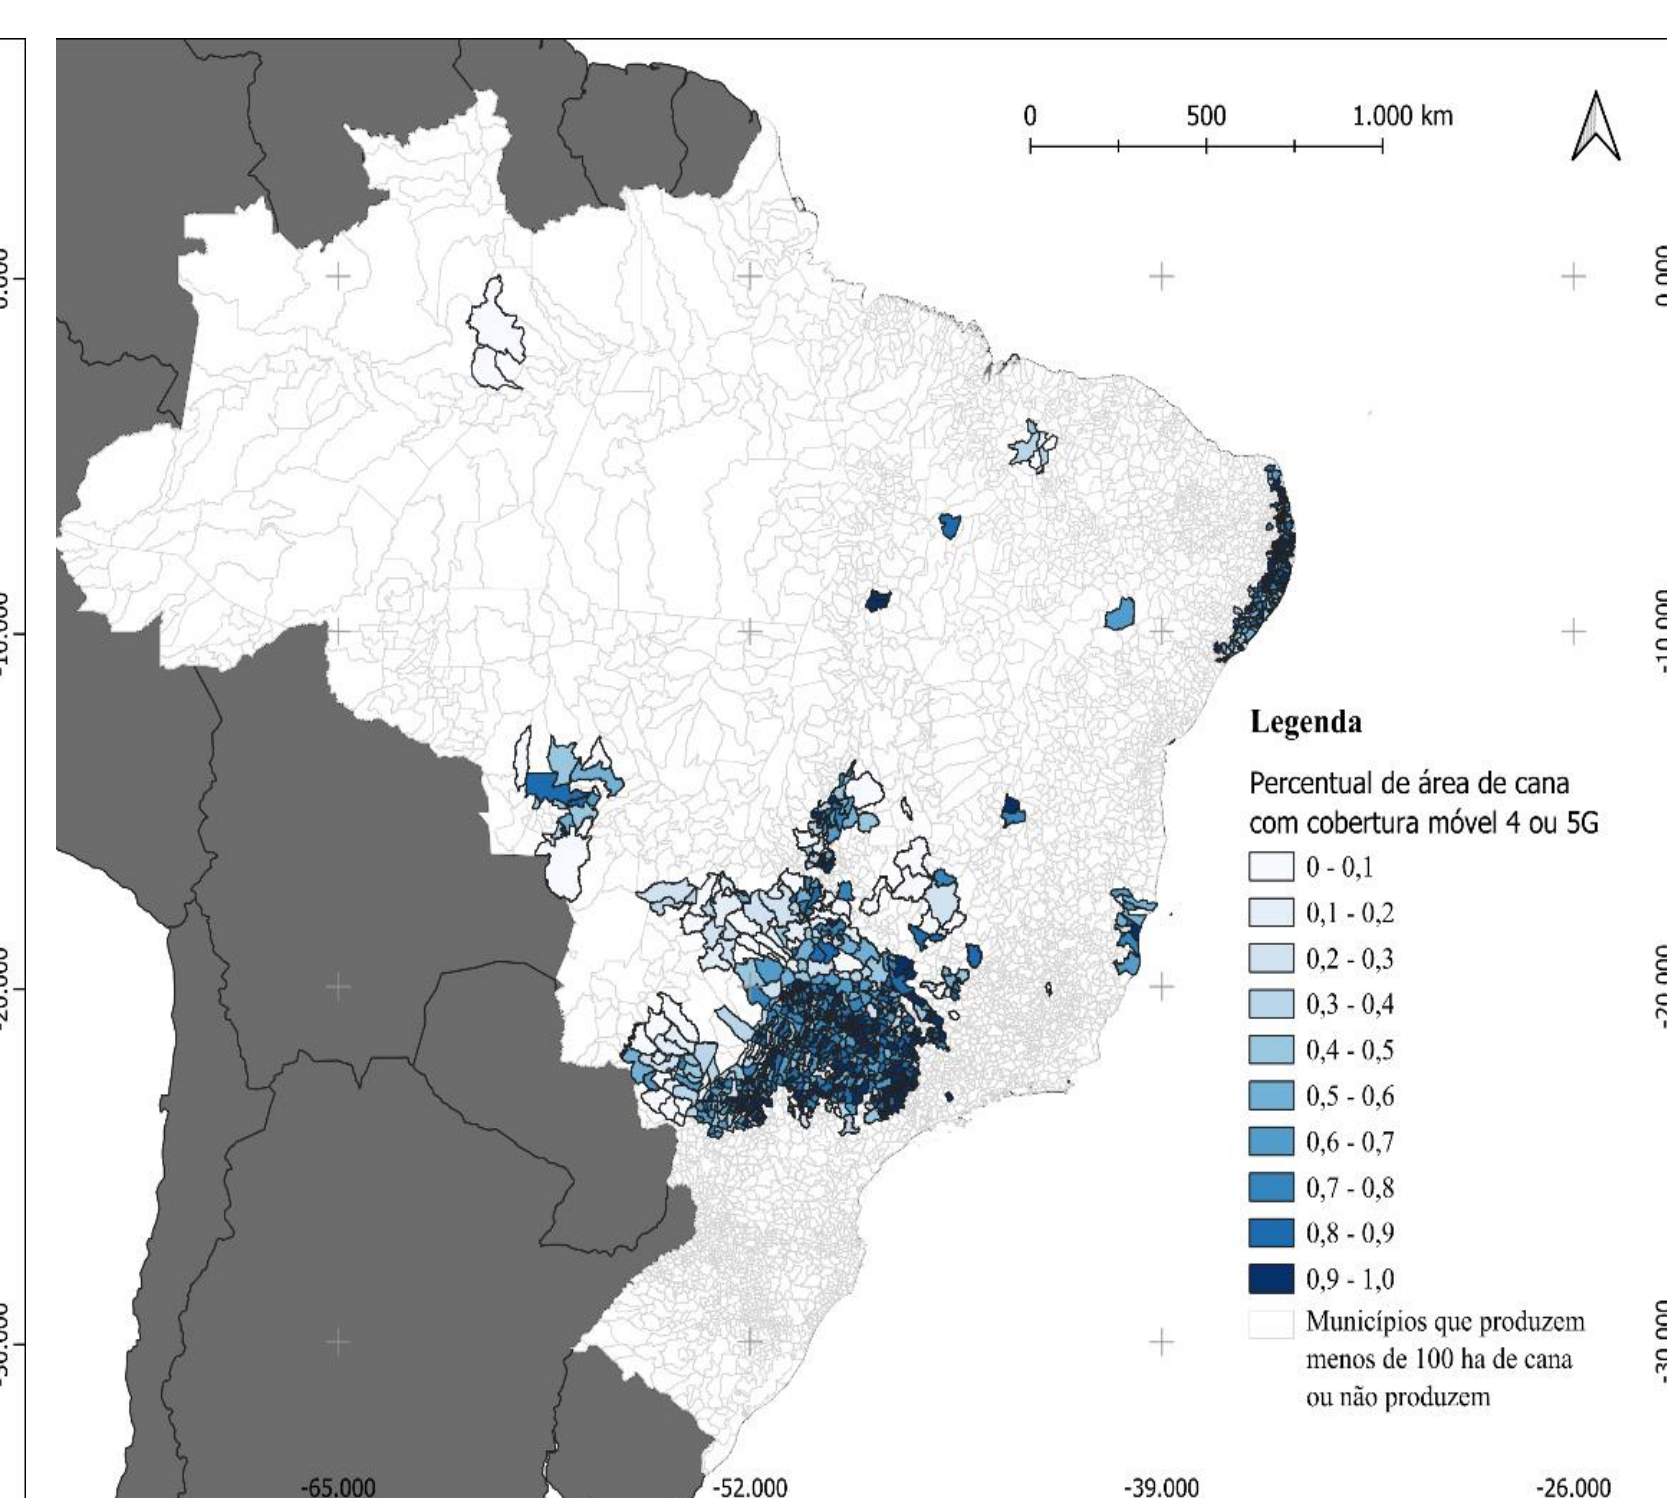 0 500 1.000 km
0.000
-10.000
Legenda
Percentual de área de cana
com cobertura móvel 4 ou 5G
0 - 0,1
0,1 - 0,2
0,2 - 0,3
-20.000
0,3 - 0,4
0,4 - 0,5
0,5 - 0,6
0,6 - 0,7
0,7 - 0,8
0,8 - 0,9
0,9 - 1,0
Municípios que produzem
-30.000
menos de 100 ha de cana
ou não produzem
-65.000 -52.000 -39.000 -26.000